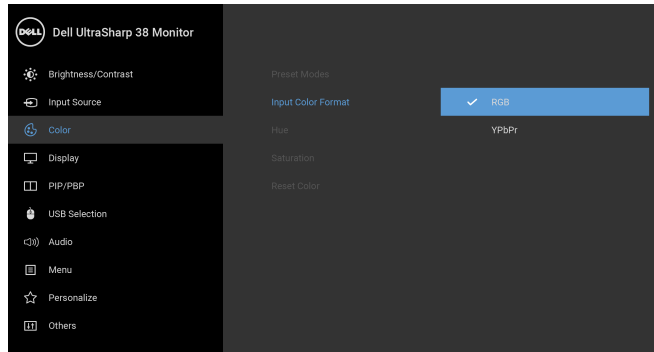 DELL Dell UltraSharp 38 Monitor
Brightness/Contrast
Input Source
Color
Display
PIP/PBP
USB Selection
Audio
Menu
Personalize
Others
Preset Modes
Input Color Format
Hue
Saturation
Reset Color
RGB
YPbPr